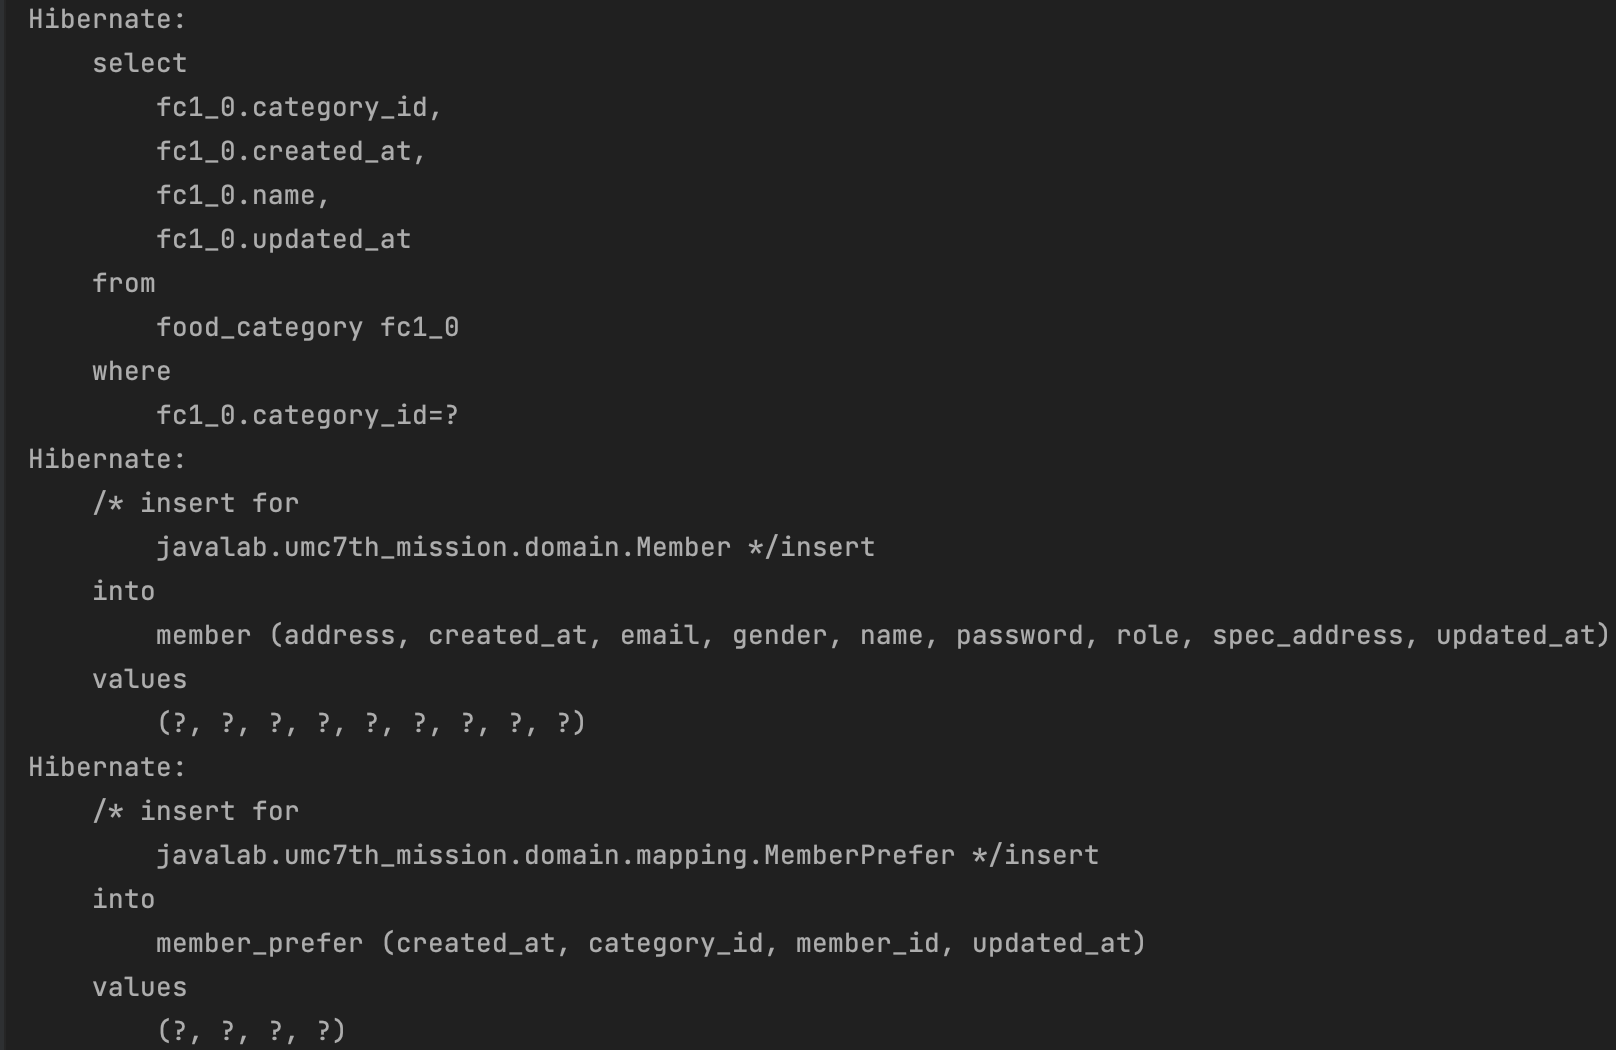 Hibernate:
    select
        fc1_0.category_id,
        fc1_0.created_at,
        fc1_0.name,
        fc1_0.updated_at
    from
        food_category fc1_0
    where
        fc1_0.category_id=?
Hibernate:
    /* insert for
        javalab.umc7th_mission.domain.Member */insert
    into
        member (address, created_at, email, gender, name, password, role, spec_address, updated_at)
    values
        (?, ?, ?, ?, ?, ?, ?, ?, ?)
Hibernate:
    /* insert for
        javalab.umc7th_mission.domain.mapping.MemberPrefer */insert
    into
        member_prefer (created_at, category_id, member_id, updated_at)
    values
        (?, ?, ?, ?)